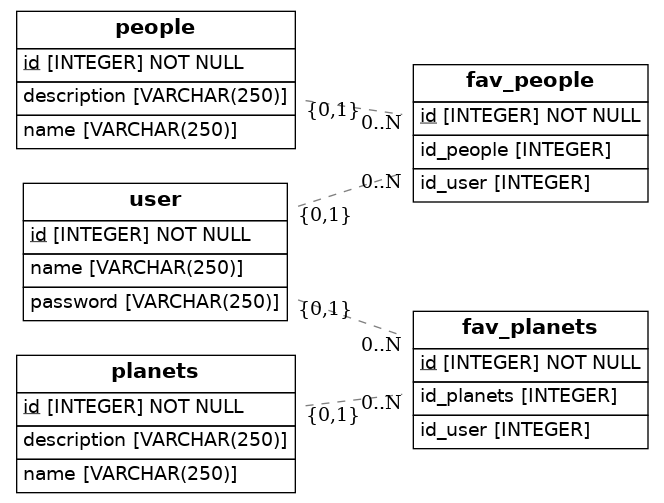 people
id [INTEGER] NOT NULL
description [VARCHAR(250)]
name [VARCHAR(250)]
{0,1}
0..N
fav_people
id [INTEGER] NOT NULL
id_people [INTEGER]
id_user [INTEGER]
user
id [INTEGER] NOT NULL
name [VARCHAR(250)]
password [VARCHAR(250)]
0..N
{0,1}
{0,1}
0..N
fav_planets
id [INTEGER] NOT NULL
id_planets [INTEGER]
id_user [INTEGER]
planets
id [INTEGER] NOT NULL
description [VARCHAR(250)]
name [VARCHAR(250)]
0..N
{0,1}